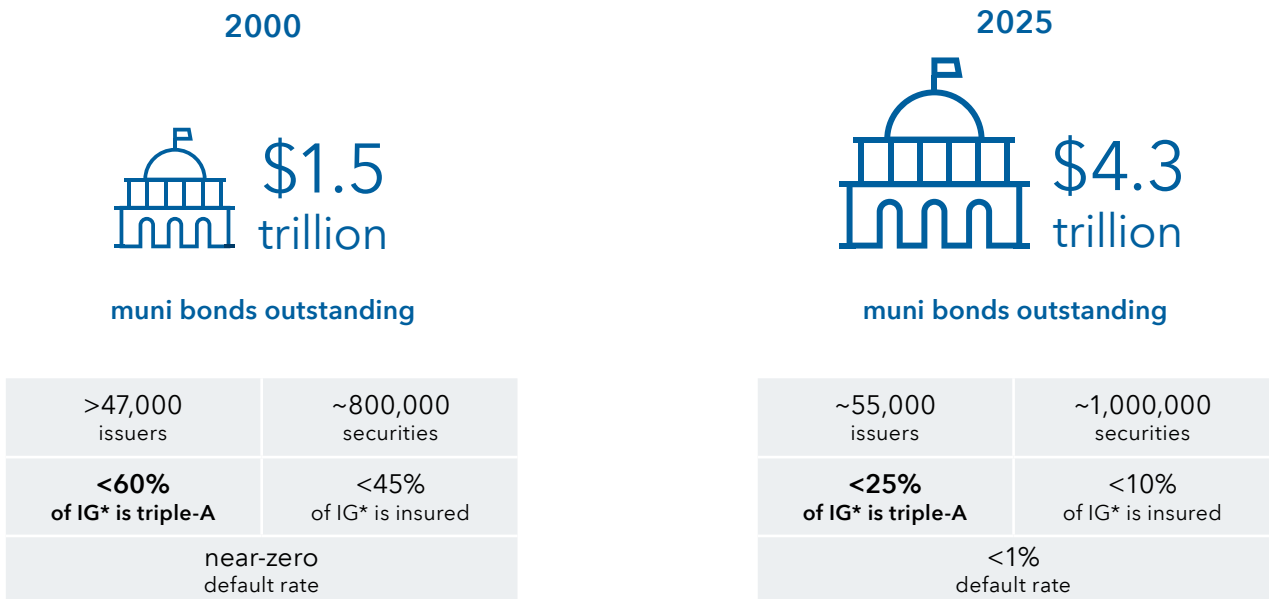 2000
$1.5
trillion
muni bonds outstanding
>47,000
issuers
~800,000
securities
<60%
of IG* is triple-A
<45%
of IG* is insured
near-zero
default rate
2025
$4.3
trillion
muni bonds outstanding
~55,000
issuers
~1,000,000
securities
<25%
of IG* is triple-A
<10%
of IG* is insured
<1%
default rate